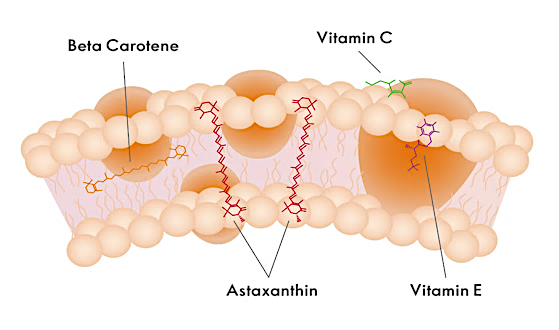 Vitamin C
Beta Carotene
Astaxanthin
Vitamin E